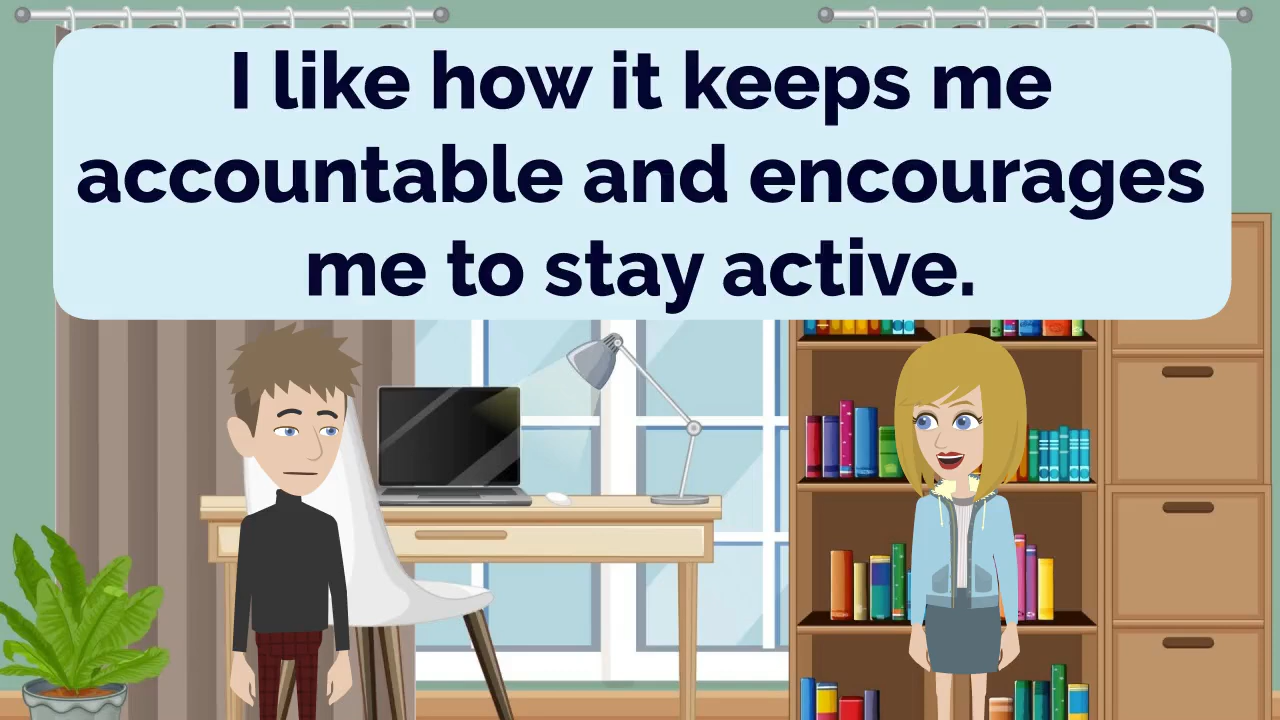 I like how it keeps me
accountable and encourages
me to stay active.